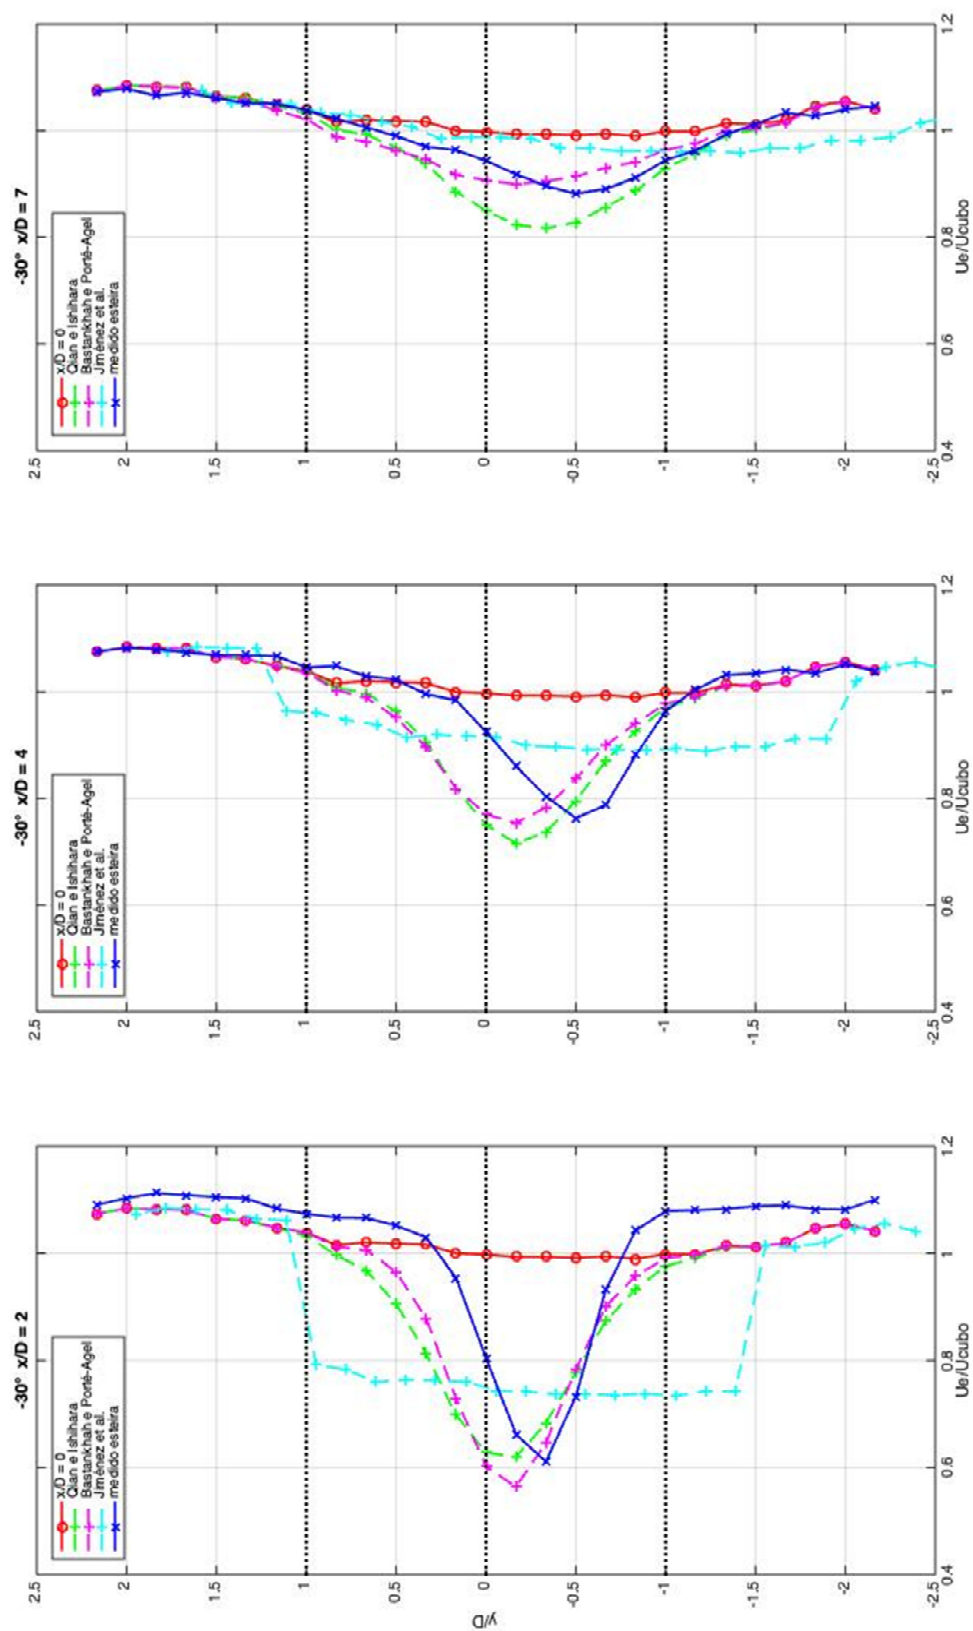 -30° x/D = 2
x/D = 0
Qian e Ishihara
Bastankhah e Porté-Agel
Jiménez et al.
medido esteira
y/D
2.5
2
1.5
1
0.5
0
-0.5
-1
-1.5
-2
-2.5
0.4
0.6
0.8
1
1.2
Ue/Ucubo
-30° x/D = 4
x/D = 0
Qian e Ishihara
Bastankhah e Porté-Agel
Jiménez et al.
medido esteira
2.5
2
1.5
1
0.5
0
-0.5
-1
-1.5
-2
-2.5
0.4
0.6
0.8
1
1.2
Ue/Ucubo
-30° x/D = 7
x/D = 0
Qian e Ishihara
Bastankhah e Porté-Agel
Jiménez et al.
medido esteira
2.5
2
1.5
1
0.5
0
-0.5
-1
-1.5
-2
-2.5
0.4
0.6
0.8
1
1.2
Ue/Ucubo